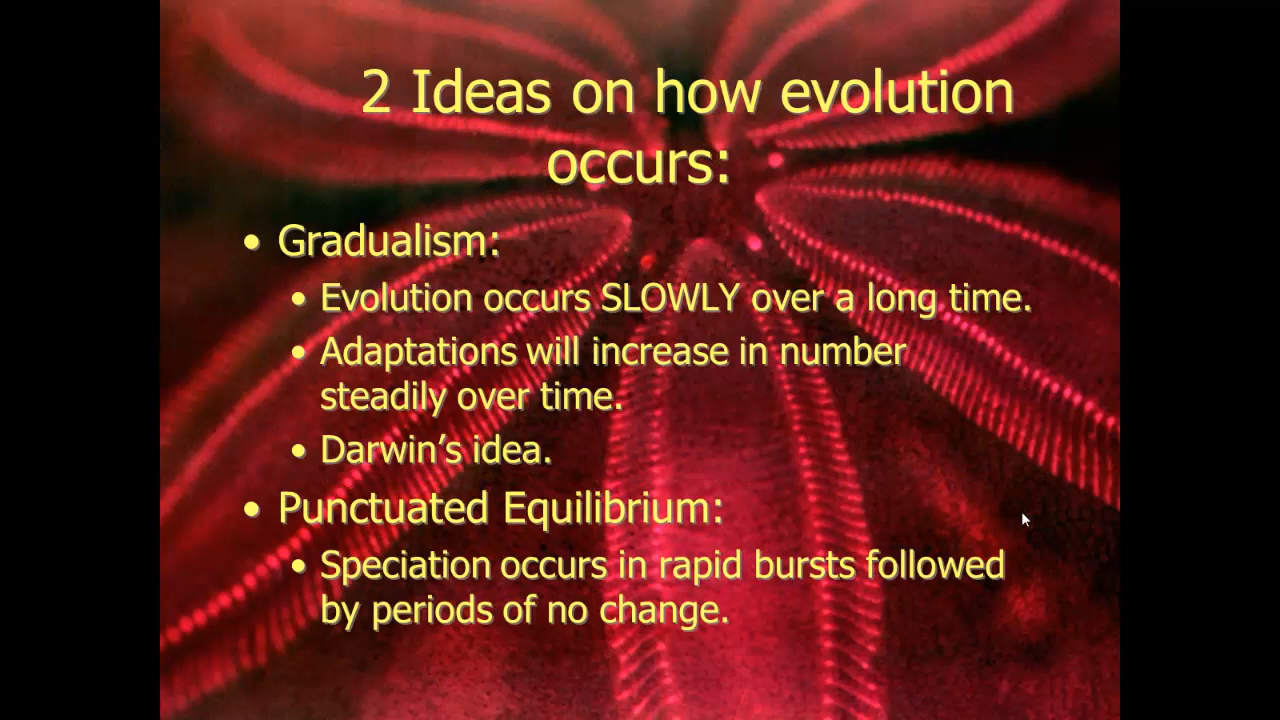 2 Ideas on how evolution
occurs:
• Gradualism:
• Evolution occurs SLOWLY over a long time.
• Adaptations will increase in number
steadily over time.
• Darwin’s idea.
• Punctuated Equilibrium:
• Speciation occurs in rapid bursts followed
by periods of no change.